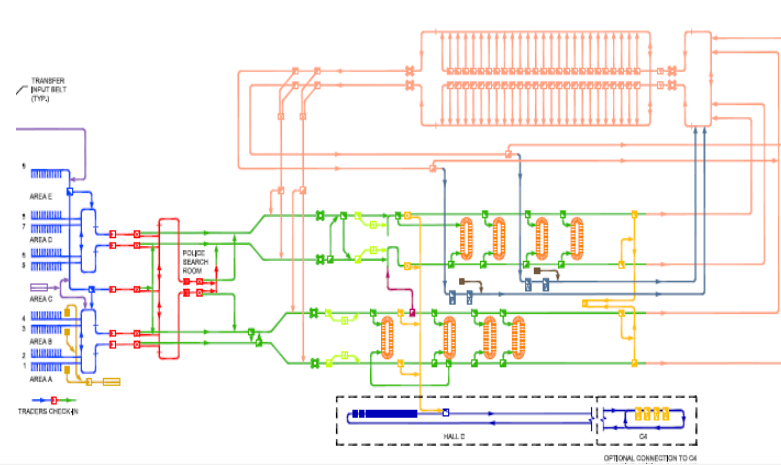 TRANSFER
INPUT BELT
(TYP.)
9
AREA E
8
7
AREA D
6
5
AREA C
4
3
AREA B
2
1
AREA A
TRADERS CHECK-IN
POLICE
SEARCH
ROOM
HALL
C4
OPTIONAL CONNECTION TO C4